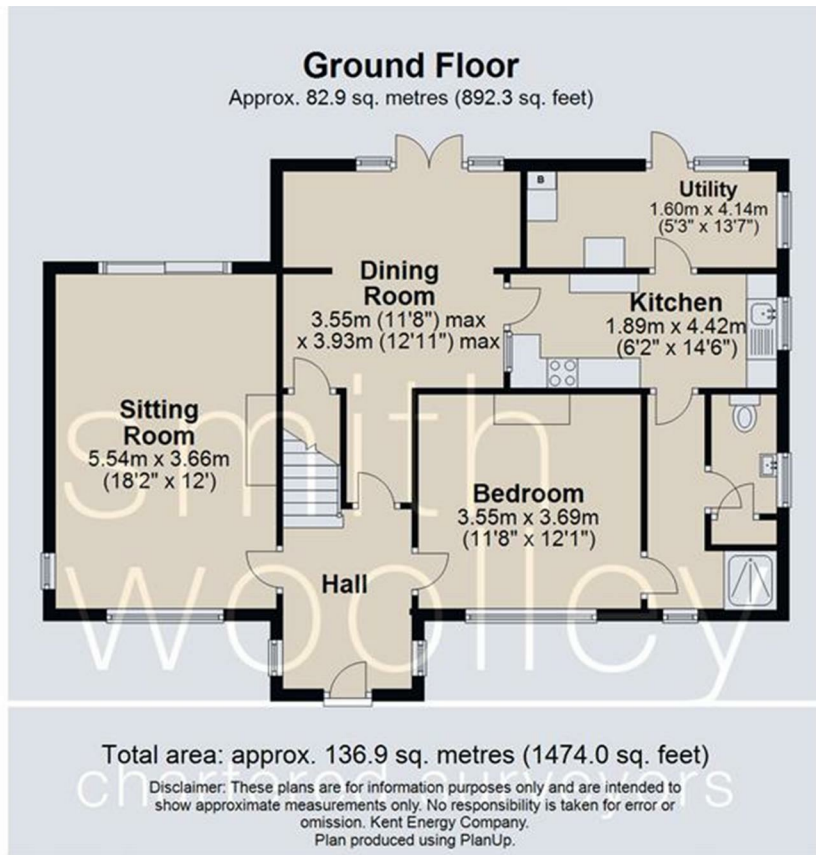 Ground Floor
Approx. 82.9 sq. metres (892.3 sq. feet)
B
Utility
1.60m x 4.14m
(5'3" x 13'7")
Dining
Room
3.55m (11'8") max
x 3.93m (12'11") max
Kitchen
1.89m x 4.42m
(6'2" x 14'6")
Sitting
Room
5.54m x 3.66m
(18'2" x 12')
Bedroom
3.55m x 3.69m
(11'8" x 12'1")
Hall
smith
woolley
chartered surveyors
Total area: approx. 136.9 sq. metres (1474.0 sq. feet)
Disclaimer: These plans are for information purposes only and are intended to
show approximate measurements only. No responsibility is taken for error or
omission. Kent Energy Company.
Plan produced using PlanUp.